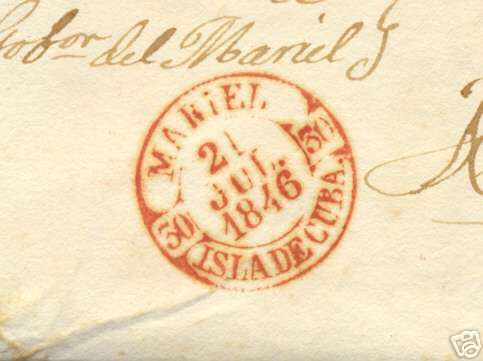 Gobor del Mariel
MARIEL
30
21
JUL.
1846
30
ISLA DE CUBA.